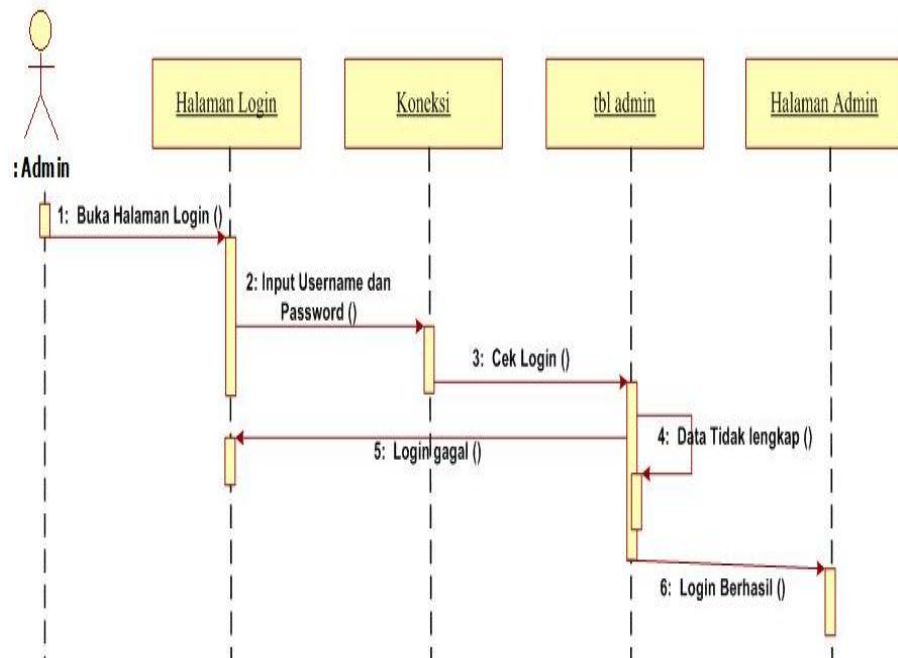 Halaman Login
Koneksi
tbl admin
Halaman Admin
: Admin
1: Buka Halaman Login ()
2: Input Username dan
Password ()
3: Cek Login ()
4: Data Tidak lengkap ()
5: Login gagal ()
6: Login Berhasil ()